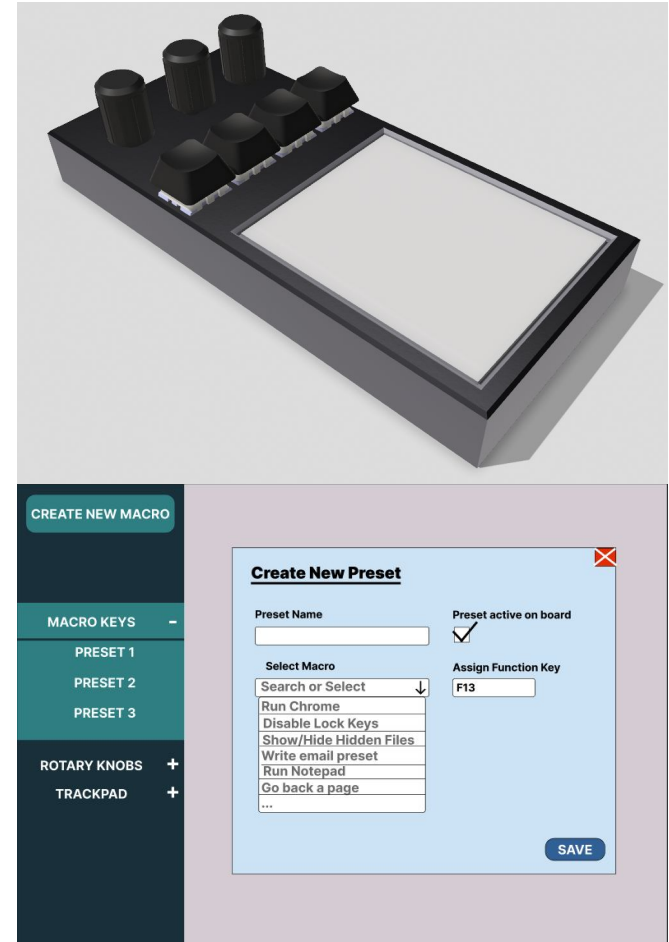 CREATE NEW MACRO
MACRO KEYS -
PRESET 1
PRESET 2
PRESET 3
ROTARY KNOBS +
TRACKPAD +
Create New Preset
Preset Name
Preset active on board
Select Macro
Assign Function Key
Search or Select ↓
F13
Run Chrome
Disable Lock Keys
Show/Hide Hidden Files
Write email preset
Run Notepad
Go back a page
...
SAVE